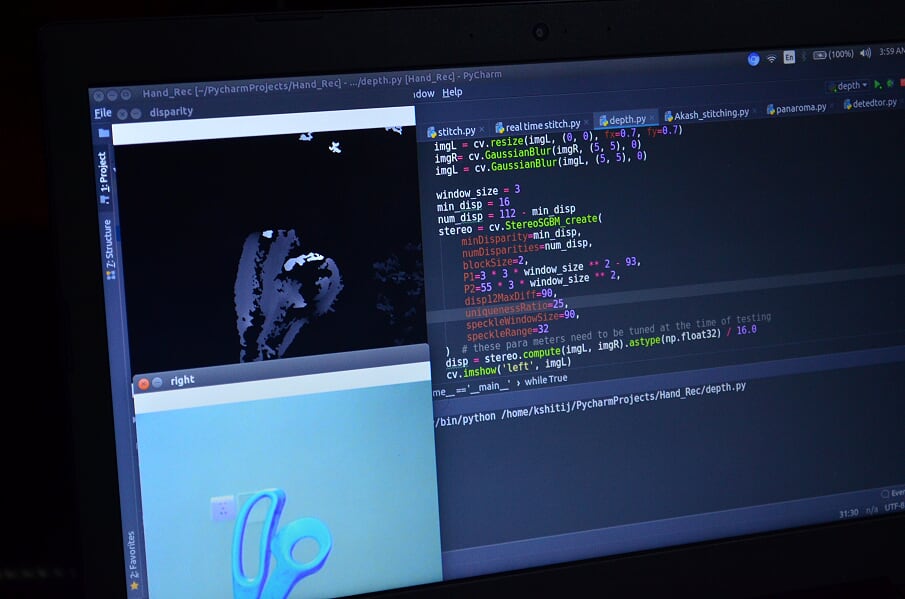 En
(100%)
3:59 AM
Hand_Rec [~/PycharmProjects/Hand_Rec] - .../depth.py [Hand_Rec] - PyCharm
File
dow Help
depth
disparity
stitch.py
real time stitch.py
depth.py
Akash_stitching.py
panaroma.py
detedtor.py
1: Project
7: Structure
2: Favorites
imgL = cv.resize(imgL, (0, 0), fx=0.7, fy=0.7)
imgR= cv.GaussianBlur(imgR, (5, 5), 0)
imgL = cv.GaussianBlur(imgL, (5, 5), 0)
window_size = 3
min_disp = 16
num_disp = 112 - min_disp
stereo = cv.StereoSGBM_create(
minDisparity=min_disp,
numDisparities=num_disp,
blockSize=2,
P1=3 * 3 * window_size ** 2 - 93,
P2=55 * 3 * window_size ** 2,
disp12MaxDiff=90,
uniquenessRatio=25,
speckleWindowSize=90,
speckleRange=32
) # these para meters need to be tuned at the time of testing
disp = stereo.compute(imgL, imgR).astype(np.float32) / 16.0
cv.imshow('left', imgL)
me__=='__main__' › while True
right
/bin/python /home/kshitij/PycharmProjects/Hand_Rec/depth.py
Even
31:30 n/a UTF-8